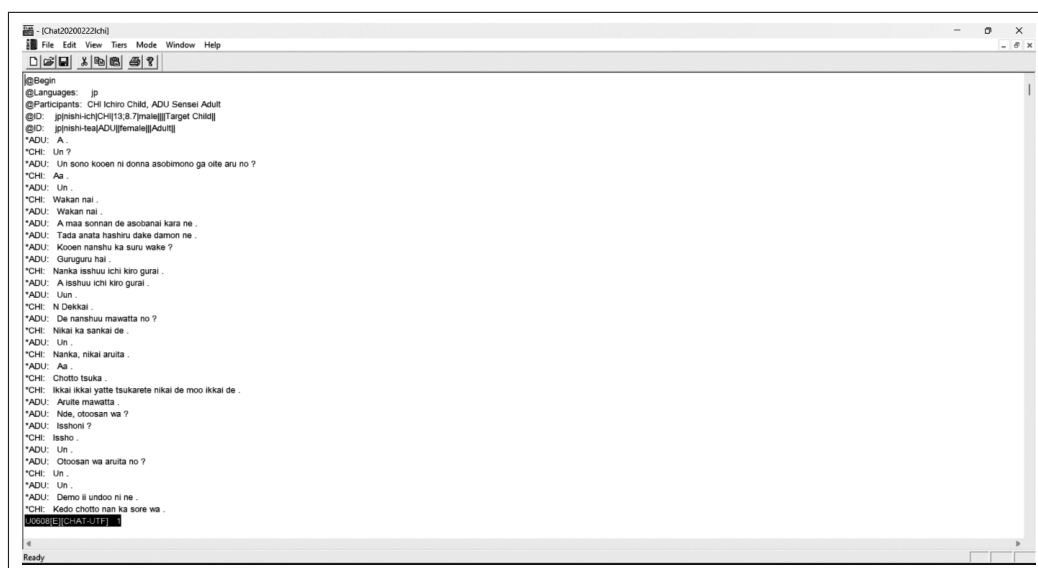 - [Chat20200222Ichi]
File Edit View Tiers Mode Window Help
@Begin
@Languages: jp
@Participants: CHI Ichiro Child, ADU Sensei Adult
@ID: jp|nishi-ich|CHI|13;8.7|male||||Target Child||
@ID: jp|nishi-tea|ADU||female|||Adult||
*ADU: A .
*CHI: Un ?
*ADU: Un sono kooen ni donna asobimono ga oite aru no ?
*CHI: Aa .
*ADU: Un .
*CHI: Wakan nai .
*ADU: Wakan nai .
*ADU: A maa sonnan de asobanai kara ne .
*ADU: Tada anata hashiru dake damon ne .
*ADU: Kooen nanshu ka suru wake ?
*ADU: Guruguru hai .
*CHI: Nanka isshuu ichi kiro gurai .
*ADU: A isshuu ichi kiro gurai .
*ADU: Uun .
*CHI: N Dekkai .
*ADU: De nanshuu mawatta no ?
*CHI: Nikai ka sankai de .
*ADU: Un .
*CHI: Nanka, nikai aruita .
*ADU: Aa .
*CHI: Chotto tsuka .
*CHI: Ikkai ikkai yatte tsukarete nikai de moo ikkai de .
*ADU: Aruite mawatta .
*ADU: Nde, otoosan wa ?
*ADU: Isshoni ?
*CHI: Issho .
*ADU: Un .
*ADU: Otoosan wa aruita no ?
*CHI: Un .
*ADU: Un .
*ADU: Demo ii undoo ni ne .
*CHI: Kedo chotto nan ka sore wa .
U0608[E][CHAT-UTF] 1
Ready